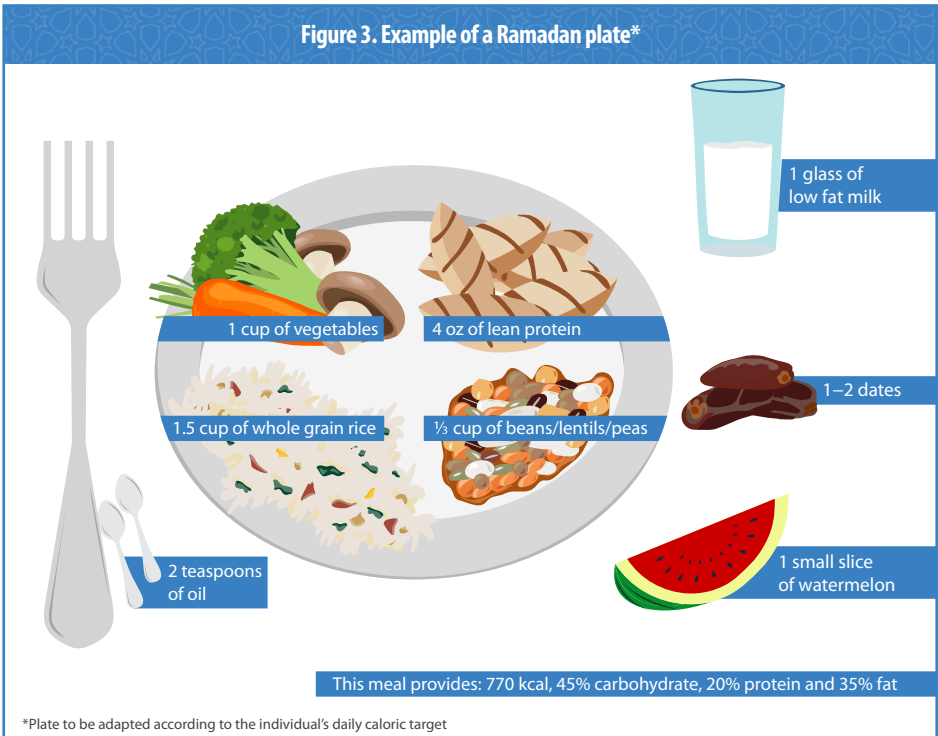 Figure 3. Example of a Ramadan plate*
1 glass of
low fat milk
1 cup of vegetables
4 oz of lean protein
1–2 dates
1.5 cup of whole grain rice
⅓ cup of beans/lentils/peas
2 teaspoons
of oil
1 small slice
of watermelon
This meal provides: 770 kcal, 45% carbohydrate, 20% protein and 35% fat
*Plate to be adapted according to the individual's daily caloric target